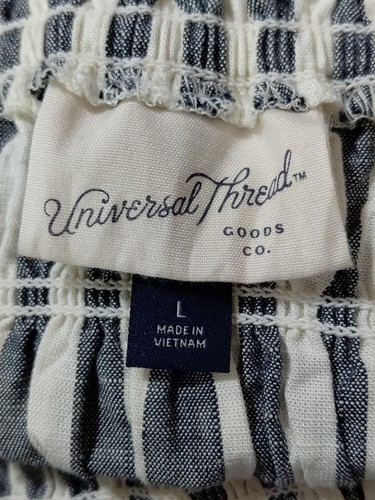 Universal Thread™
GOODS
CO.
L
MADE IN
VIETNAM